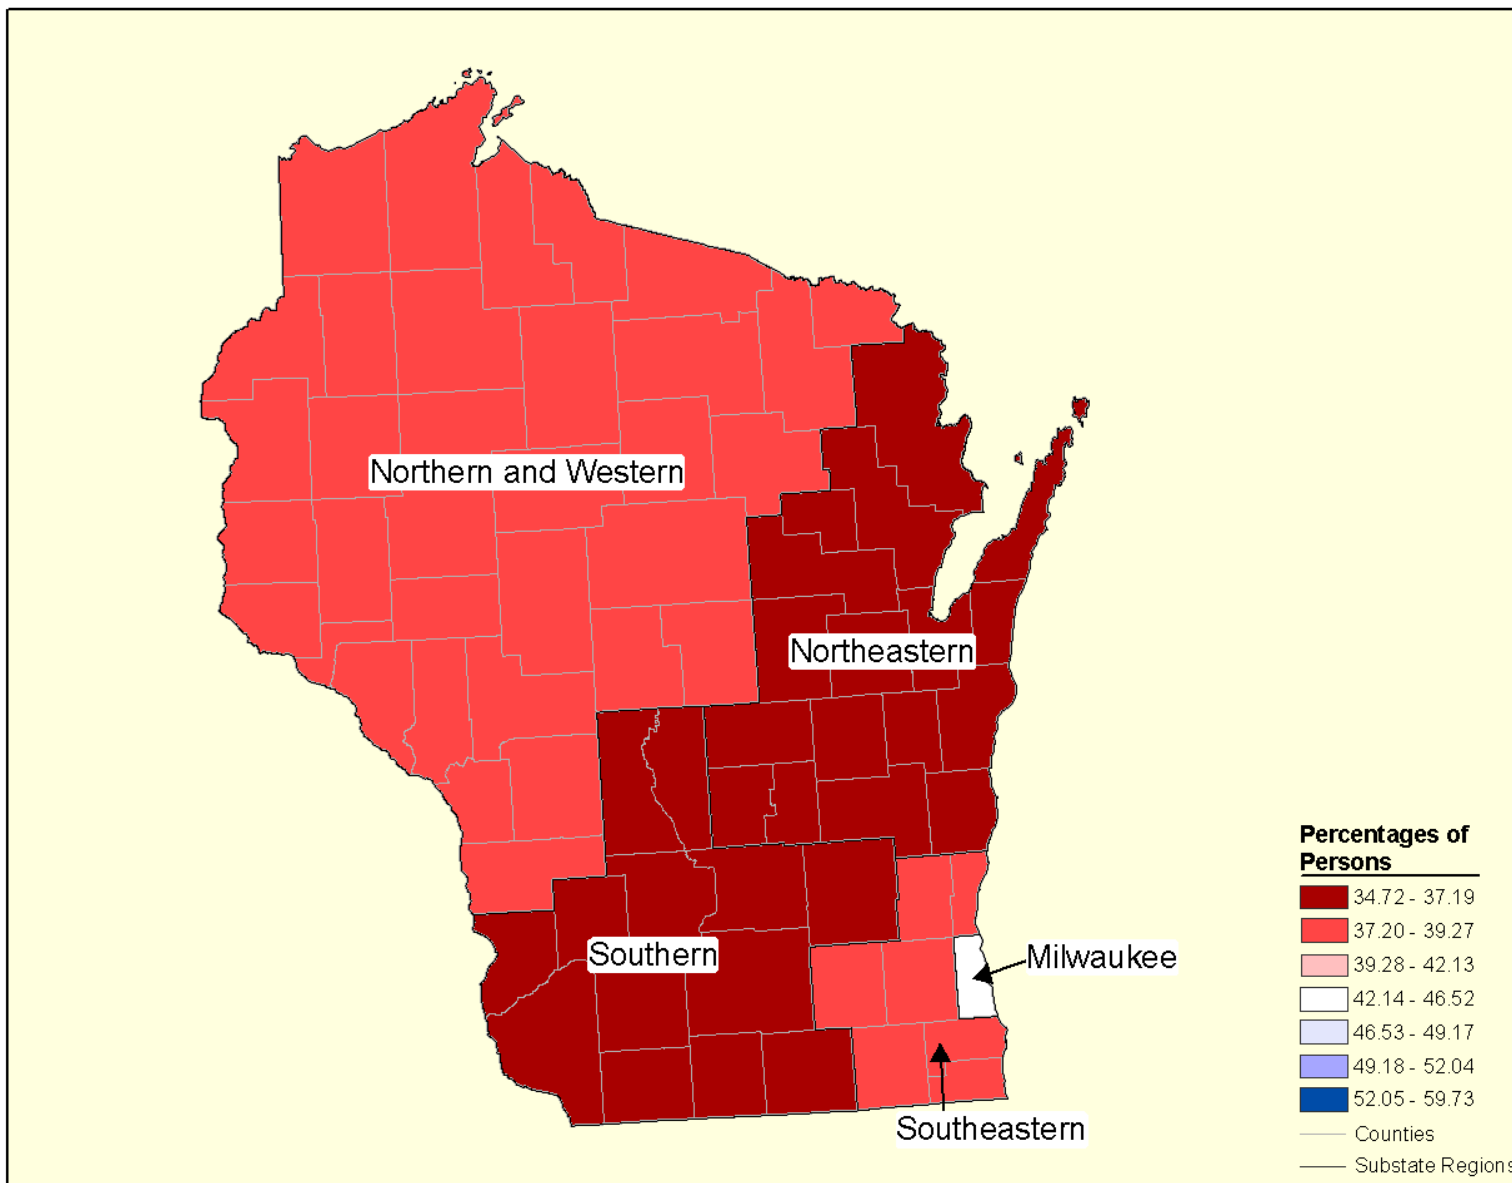 Northern and Western
Northeastern
Southern
Milwaukee
Southeastern
Percentages of
Persons
34.72 - 37.19
37.20 - 39.27
39.28 - 42.13
42.14 - 46.52
46.53 - 49.17
49.18 - 52.04
52.05 - 59.73
Counties
Substate Regions